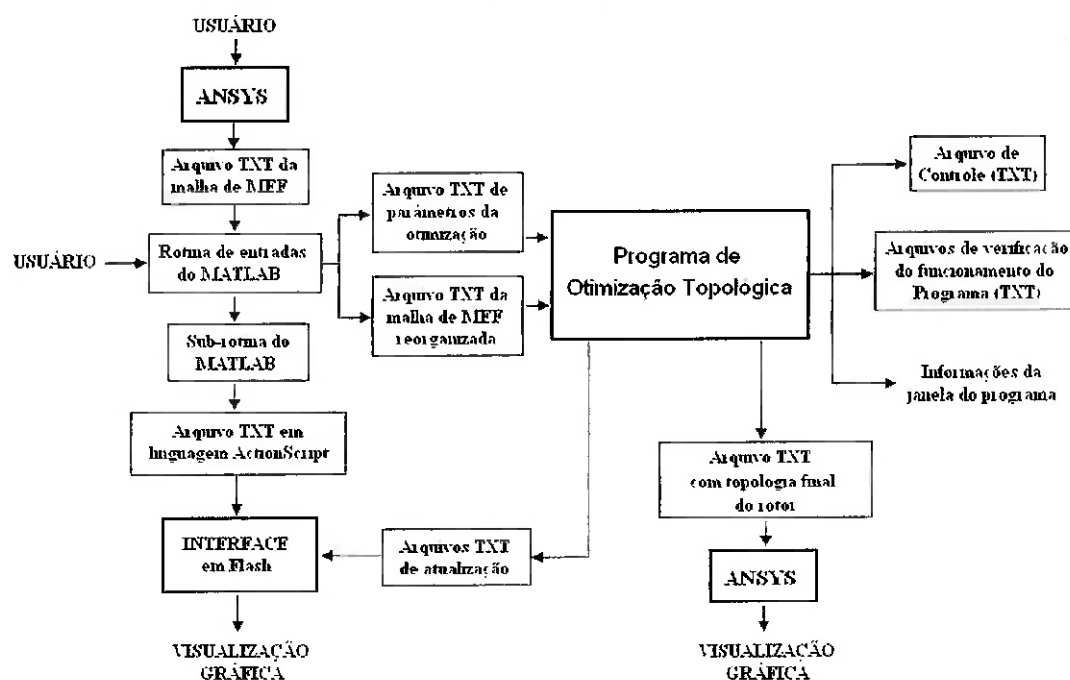 USUÁRIO
ANSYS
Arquivo TXT da
malha de MEF
USUÁRIO
Rotina de entradas
do MATLAB
Sub-rotina do
MATLAB
Arquivo TXT em
linguagem ActionScript
INTERFACE
em Flash
VISUALIZAÇÃO
GRÁFICA
Arquivo TXT de
parâmetros da
otimização
Arquivo TXT da
malha de MEF
reorganizada
Programa de
Otimização Topológica
Arquivos TXT
de atualização
Arquivo TXT
com topologia final
do rotor
ANSYS
VISUALIZAÇÃO
GRÁFICA
Arquivo de
Controle (TXT)
Arquivos de verificação
do funcionamento do
Programa (TXT)
Informações da
janela do programa